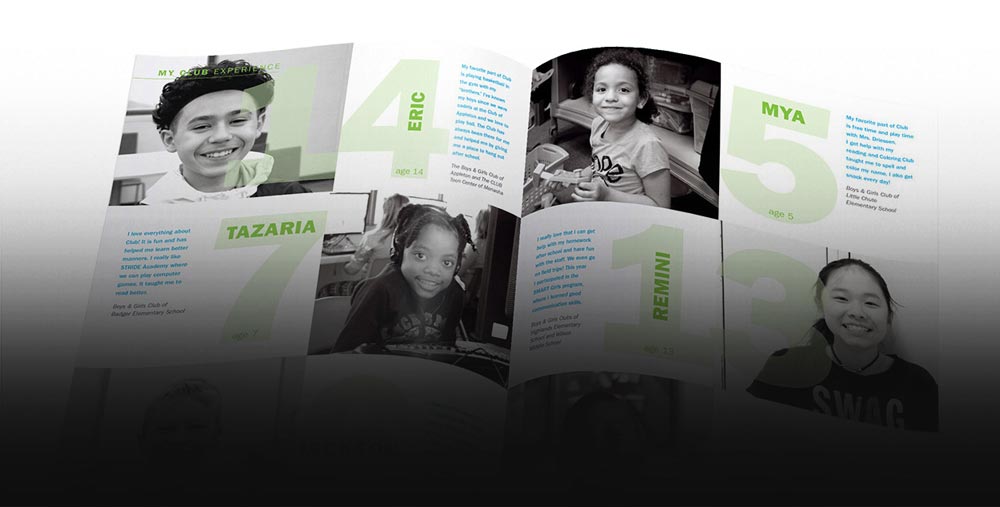 MY CLUB EXPERIENCE
14
ERIC
age 14
My favorite part of Club
is playing basketball in
the gym with my
"brothers." I've known
my boys since we were
cadets at the Club of
Appleton and we love to
play ball. The Club has
always been there for me
and helped me by giving
me a place to hang out
after school.
The Boys & Girls Club of
Appleton and The CLUB
Teen Center of Menasha
5
MYA
age 5
My favorite part of Club
is free time and play time
with Mrs. Driessen.
I get help with my
reading and Coloring Club
taught me to spell and
color my name. I also get
snack every day!
Boys & Girls Club of
Little Chute
Elementary School
I love everything about
Club! It is fun and has
helped me learn better
manners. I really like
STRIDE Academy where
we can play computer
games. It taught me to
read better.
Boys & Girls Club of
Badger Elementary School
7
TAZARIA
age 7
I really love that I can get
help with my homework
after school and have fun
with the staff. We even go
on field trips! This year
I participated in the
SMART Girls program,
where I learned good
communication skills.
Boys & Girls Clubs of
Highlands Elementary
School and Wilson
Middle School
13
REMNI
age 13
SWAG
JACKSON